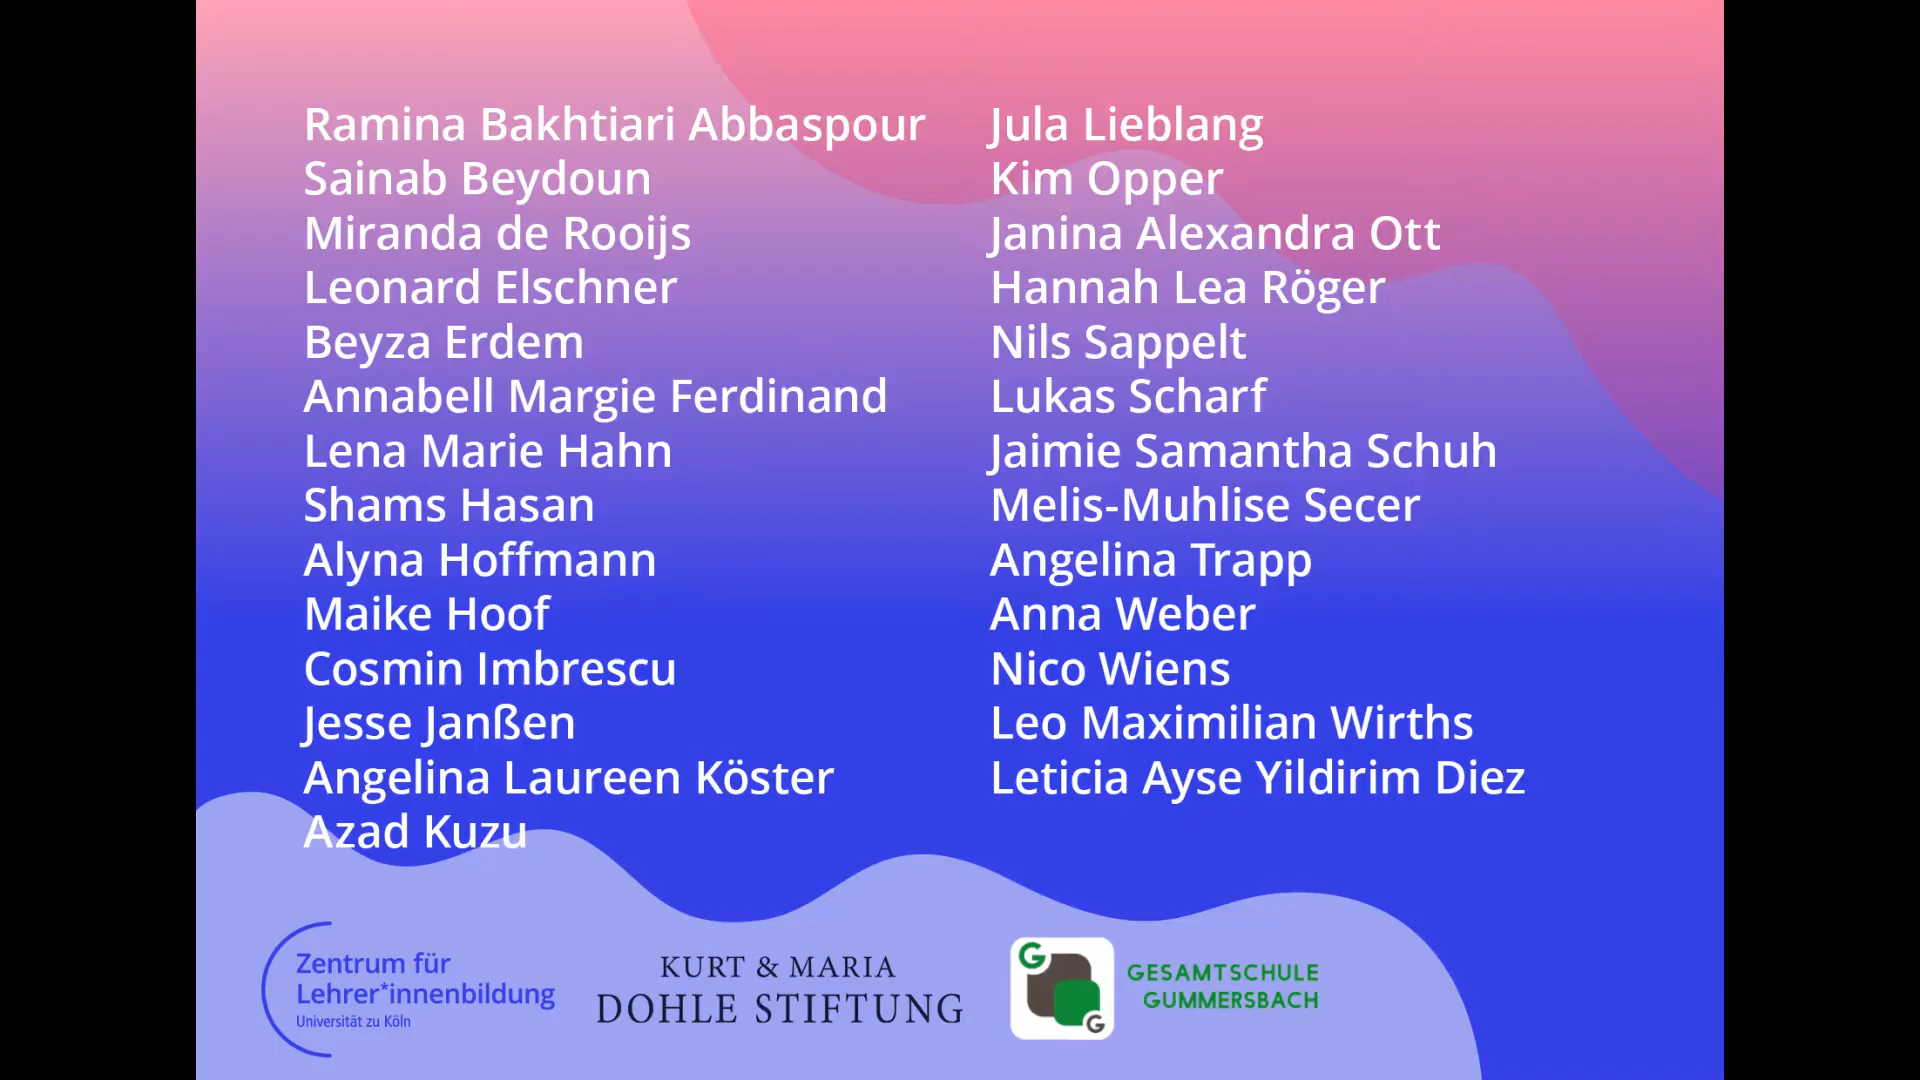 Ramina Bakhtiari Abbaspour
Sainab Beydoun
Miranda de Rooijs
Leonard Elschner
Beyza Erdem
Annabell Margie Ferdinand
Lena Marie Hahn
Shams Hasan
Alyna Hoffmann
Maike Hoof
Cosmin Imbrescu
Jesse Janßen
Angelina Laureen Köster
Azad Kuzu
Jula Lieblang
Kim Opper
Janina Alexandra Ott
Hannah Lea Röger
Nils Sappelt
Lukas Scharf
Jaimie Samantha Schuh
Melis-Muhlise Secer
Angelina Trapp
Anna Weber
Nico Wiens
Leo Maximilian Wirths
Leticia Ayse Yildirim Diez
Zentrum für
Lehrer*innenbildung
Universität zu Köln
KURT & MARIA
DOHLE STIFTUNG
G
G
GESAMTSCHULE
GUMMERSBACH